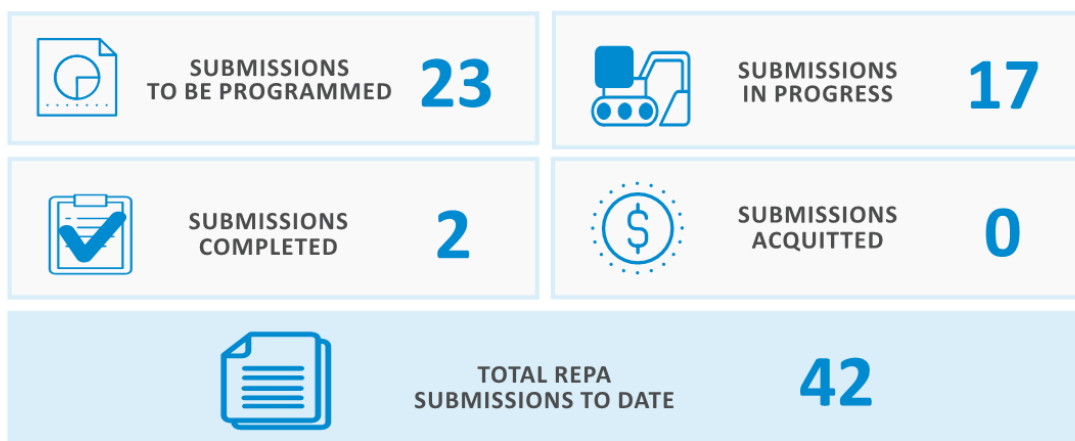 SUBMISSIONS
TO BE PROGRAMMED
23
SUBMISSIONS
IN PROGRESS
17
SUBMISSIONS
COMPLETED
2
$
SUBMISSIONS
ACQUITTED
0
TOTAL REPA
SUBMISSIONS TO DATE
42